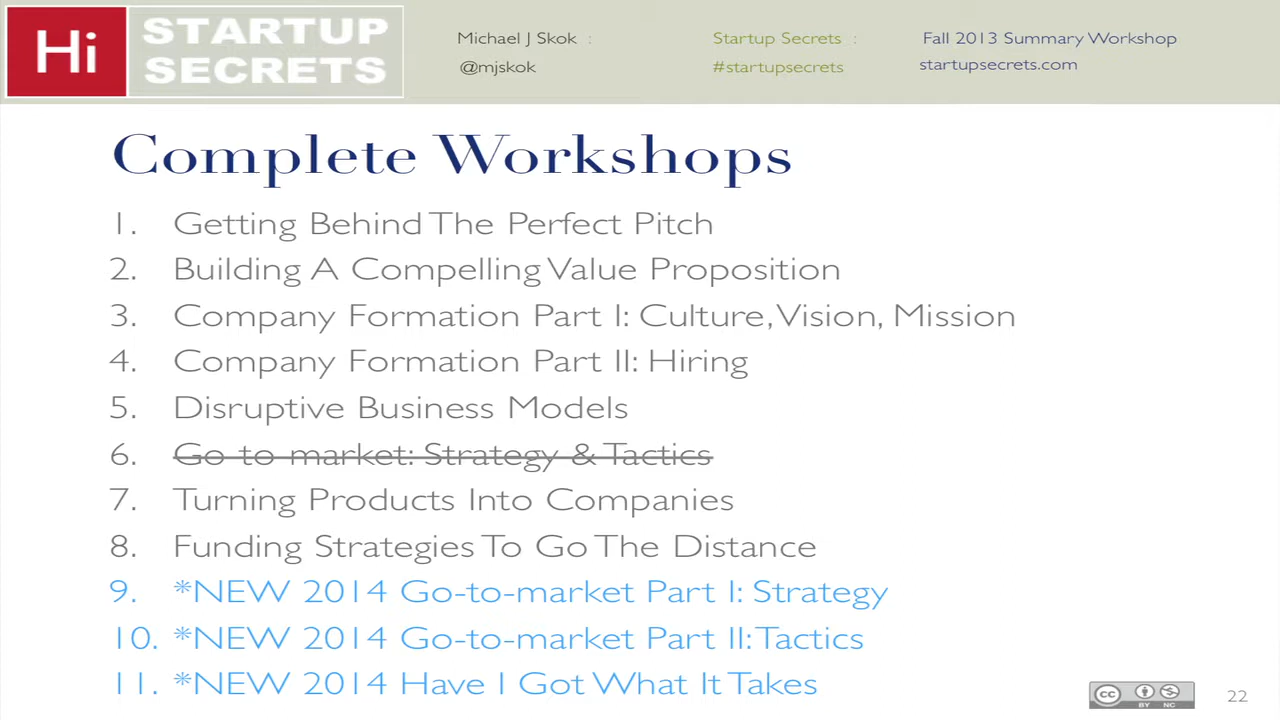 Hi STARTUP SECRETS
Michael J Skok : Startup Secrets : Fall 2013 Summary Workshop
@mjskok #startupsecrets startupsecrets.com
Complete Workshops
1. Getting Behind The Perfect Pitch
2. Building A Compelling Value Proposition
3. Company Formation Part I: Culture, Vision, Mission
4. Company Formation Part II: Hiring
5. Disruptive Business Models
6. Go-to-market: Strategy & Tactics
7. Turning Products Into Companies
8. Funding Strategies To Go The Distance
9. *NEW 2014 Go-to-market Part I: Strategy
10. *NEW 2014 Go-to-market Part II: Tactics
11. *NEW 2014 Have I Got What It Takes
cc BY NC
22